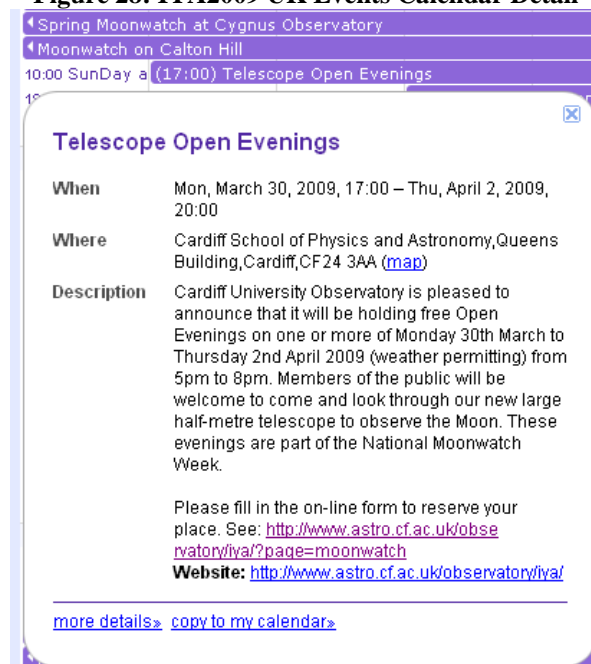 Figure 28: IYA2009 UK Events Calendar Detail
Spring Moonwatch at Cygnus Observatory
Moonwatch on Calton Hill
10:00 SunDay a (17:00) Telescope Open Evenings
Telescope Open Evenings
When Mon, March 30, 2009, 17:00 – Thu, April 2, 2009,
20:00
Where Cardiff School of Physics and Astronomy,Queens
Building,Cardiff,CF24 3AA (map)
Description Cardiff University Observatory is pleased to
announce that it will be holding free Open
Evenings on one or more of Monday 30th March to
Thursday 2nd April 2009 (weather permitting) from
5pm to 8pm. Members of the public will be
welcome to come and look through our new large
half-metre telescope to observe the Moon. These
evenings are part of the National Moonwatch
Week.
Please fill in the on-line form to reserve your
place. See: http://www.astro.cf.ac.uk/obse
rvatory/iya/?page=moonwatch
Website: http://www.astro.cf.ac.uk/observatory/iya/
more details» copy to my calendar»